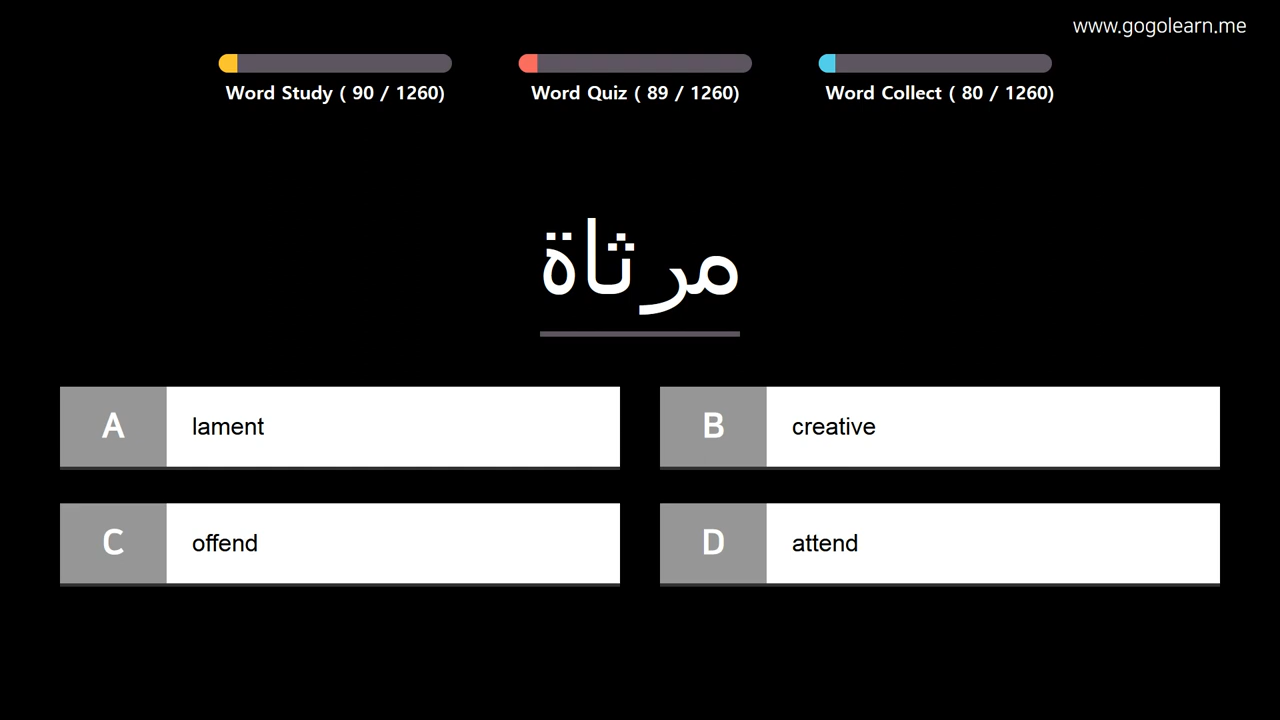 www.gogolearn.me
Word Study ( 90 / 1260)
Word Quiz ( 89 / 1260)
Word Collect ( 80 / 1260)
مرثاة
A lament
B creative
C offend
D attend